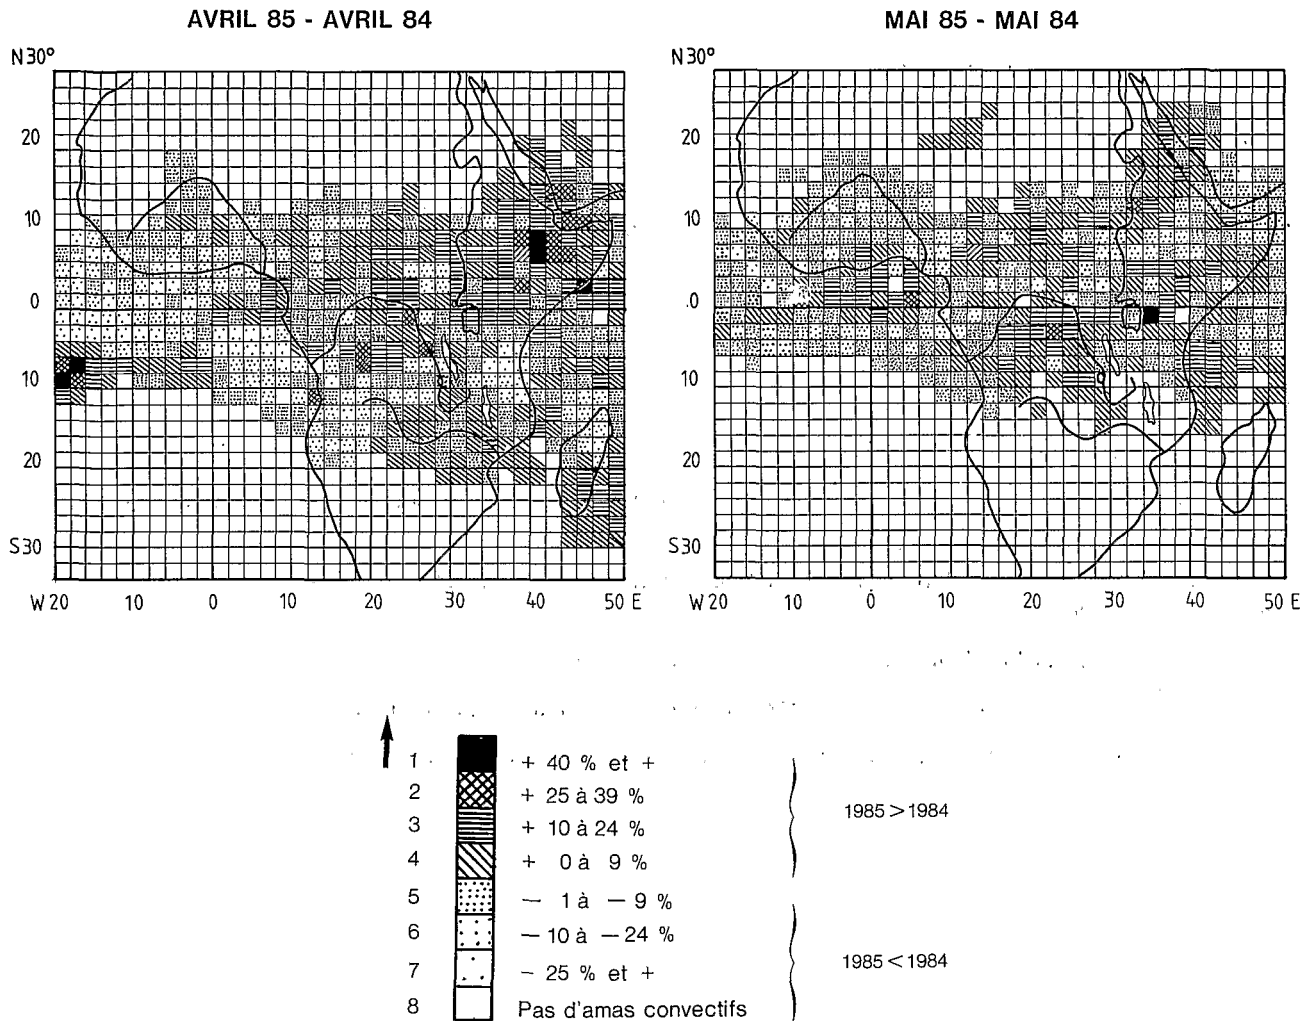 AVRIL 85 - AVRIL 84
MAI 85 - MAI 84
N30°
20
10
0
10
20
S30
W 20 10 0 10 20 30 40 50 E
N30°
20
10
0
10
20
S30
W 20 10 0 10 20 30 40 50 E
1 + 40 % et +
2 + 25 à 39 %
3 + 10 à 24 %
4 + 0 à 9 %
1985 > 1984
5 — 1 à — 9 %
6 — 10 à — 24 %
7 - 25 % et +
1985 < 1984
8 Pas d'amas convectifs